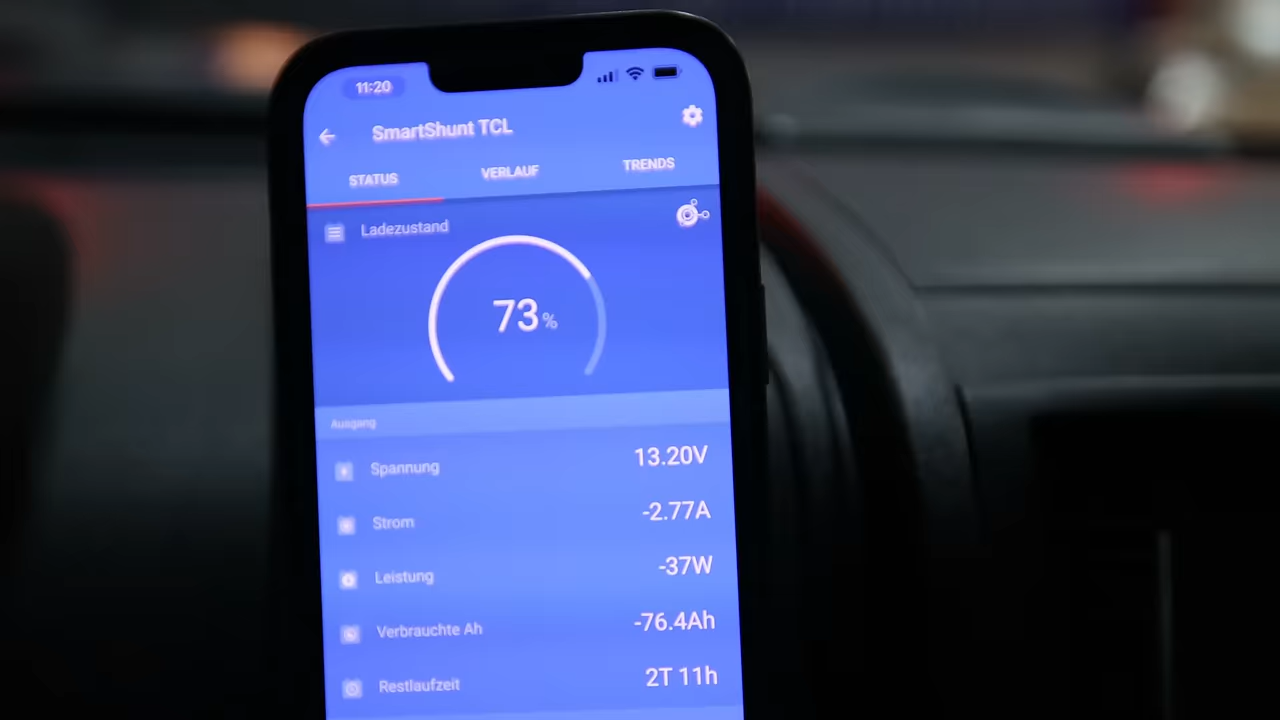 11:20
SmartShunt TCL
STATUS VERLAUF TRENDS
Ladezustand
73%
Ausgang
Spannung 13.20V
Strom -2.77A
Leistung -37W
Verbrauchte Ah -76.4Ah
Restlaufzeit 2T 11h